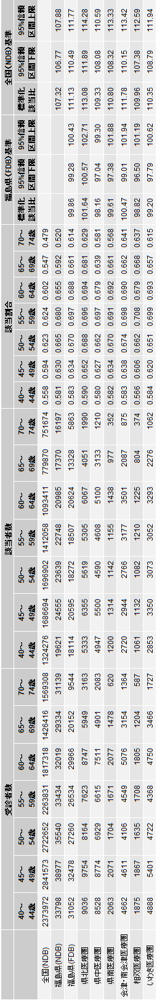 受診者数 該当者数 該当割合 福島県(FDB)基準 全国(NDB)基準
40～44歳 45～49歳 50～54歳 55～59歳 60～64歳 65～69歳 70～74歳 40～44歳 45～49歳 50～54歳 55～59歳 60～64歳 65～69歳 70～74歳 40～44歳 45～49歳 50～54歳 55～59歳 60～64歳 65～69歳 70～74歳 標準化該当比 95%信頼区間下限 95%信頼区間上限 標準化該当比 95%信頼区間下限 95%信頼区間上限
全国(NDB) 2373972 2841573 2722652 2263831 1817318 1426416 1569308 1324276 1686694 1696902 1412058 1093411 779870 751674 0.558 0.594 0.623 0.624 0.602 0.547 0.479
福島県(NDB) 33798 38977 35540 33434 32019 29334 31139 19621 24555 23639 22748 20985 17370 16197 0.581 0.630 0.665 0.680 0.655 0.592 0.520 107.32 106.77 107.88
福島県(FDB) 31052 32478 27260 26534 29966 20152 9544 18114 20595 18272 18507 20624 13328 5863 0.583 0.634 0.670 0.697 0.688 0.661 0.614 99.86 99.28 100.43 111.13 110.49 111.77
県北医療圏 9036 9754 8164 7623 8747 5949 3163 5333 6355 5619 5305 6067 4051 1990 0.590 0.652 0.688 0.696 0.694 0.681 0.629 101.64 100.57 102.71 113.08 111.89 114.28
県中医療圏 8528 8774 6929 6615 7511 4901 2083 4947 5500 4590 4608 5100 3133 1210 0.580 0.627 0.662 0.697 0.679 0.639 0.581 98.16 97.04 99.30 109.33 108.08 110.59
県南医療圏 2063 2071 1704 1671 2077 1478 620 1200 1314 1142 1155 1438 977 352 0.582 0.634 0.670 0.691 0.692 0.661 0.568 99.61 97.38 101.88 110.80 108.32 113.33
会津・南会津医療圏 4662 4611 4106 4549 5076 3154 1364 2720 2944 2766 3177 3501 2087 875 0.583 0.638 0.674 0.698 0.690 0.662 0.641 100.47 99.01 101.94 111.78 110.15 113.42
相双医療圏 1875 1867 1635 1708 1805 1204 587 1061 1132 1082 1210 1225 804 374 0.566 0.606 0.662 0.708 0.679 0.668 0.637 98.82 96.50 101.19 109.96 107.38 112.59
いわき医療圏 4888 5401 4722 4368 4750 3466 1727 2853 3350 3073 3052 3293 2276 1062 0.584 0.620 0.651 0.699 0.693 0.657 0.615 99.20 97.79 100.62 110.35 108.79 111.94